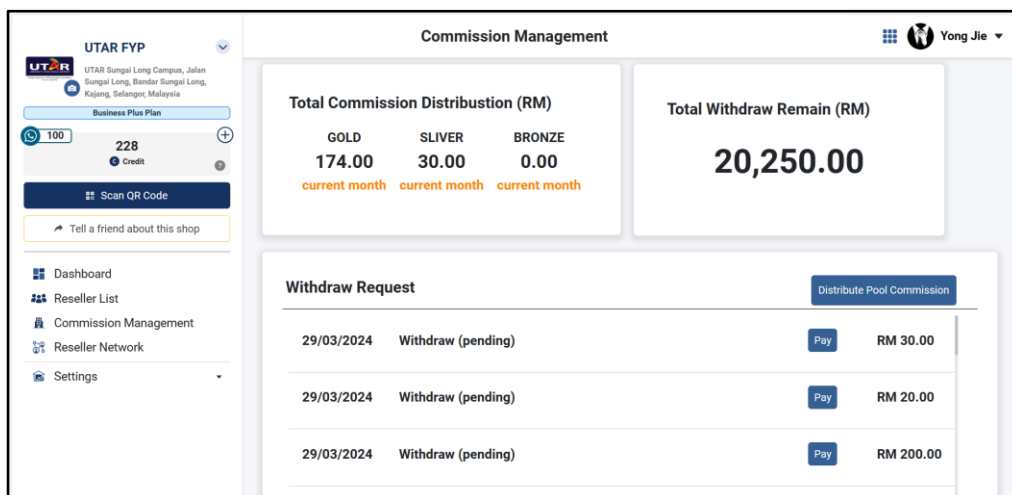 UTAR FYP
UTAR
UTAR Sungai Long Campus, Jalan
Sungai Long, Bandar Sungai Long,
Kajang, Selangor, Malaysia
Business Plus Plan
100
228
C Credit
?
Scan QR Code
Tell a friend about this shop
Dashboard
Reseller List
Commission Management
Reseller Network
Settings
Commission Management
Yong Jie
Total Commission Distribustion (RM)
GOLD SLIVER BRONZE
174.00 30.00 0.00
current month current month current month
Total Withdraw Remain (RM)
20,250.00
Withdraw Request
Distribute Pool Commission
29/03/2024 Withdraw (pending) Pay RM 30.00
29/03/2024 Withdraw (pending) Pay RM 20.00
29/03/2024 Withdraw (pending) Pay RM 200.00